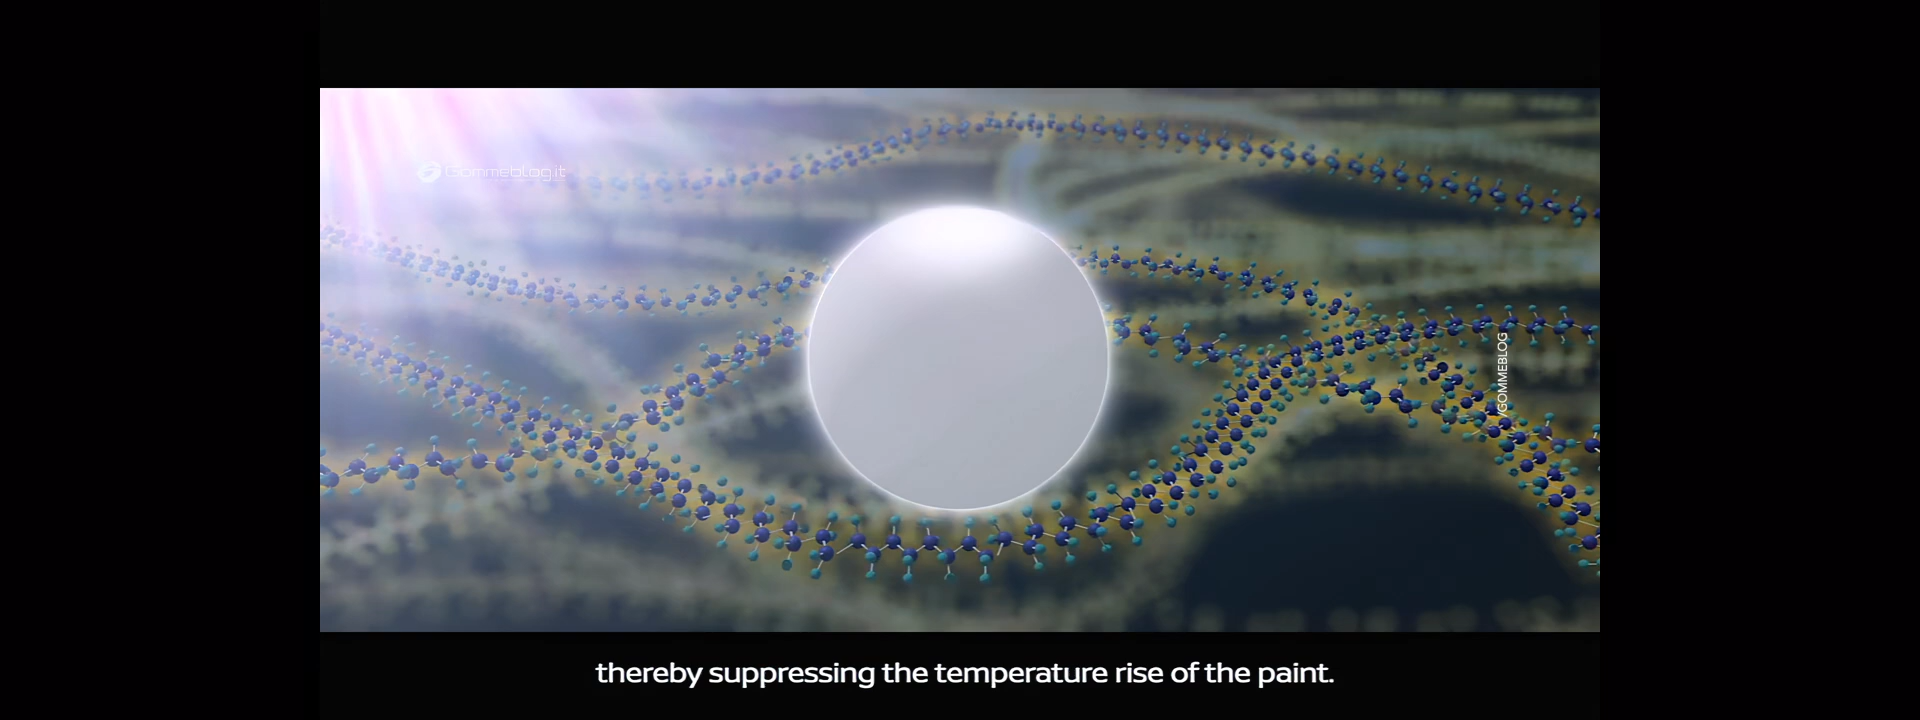 Gommeblog.it
/GOMMEBLOG
thereby suppressing the temperature rise of the paint.